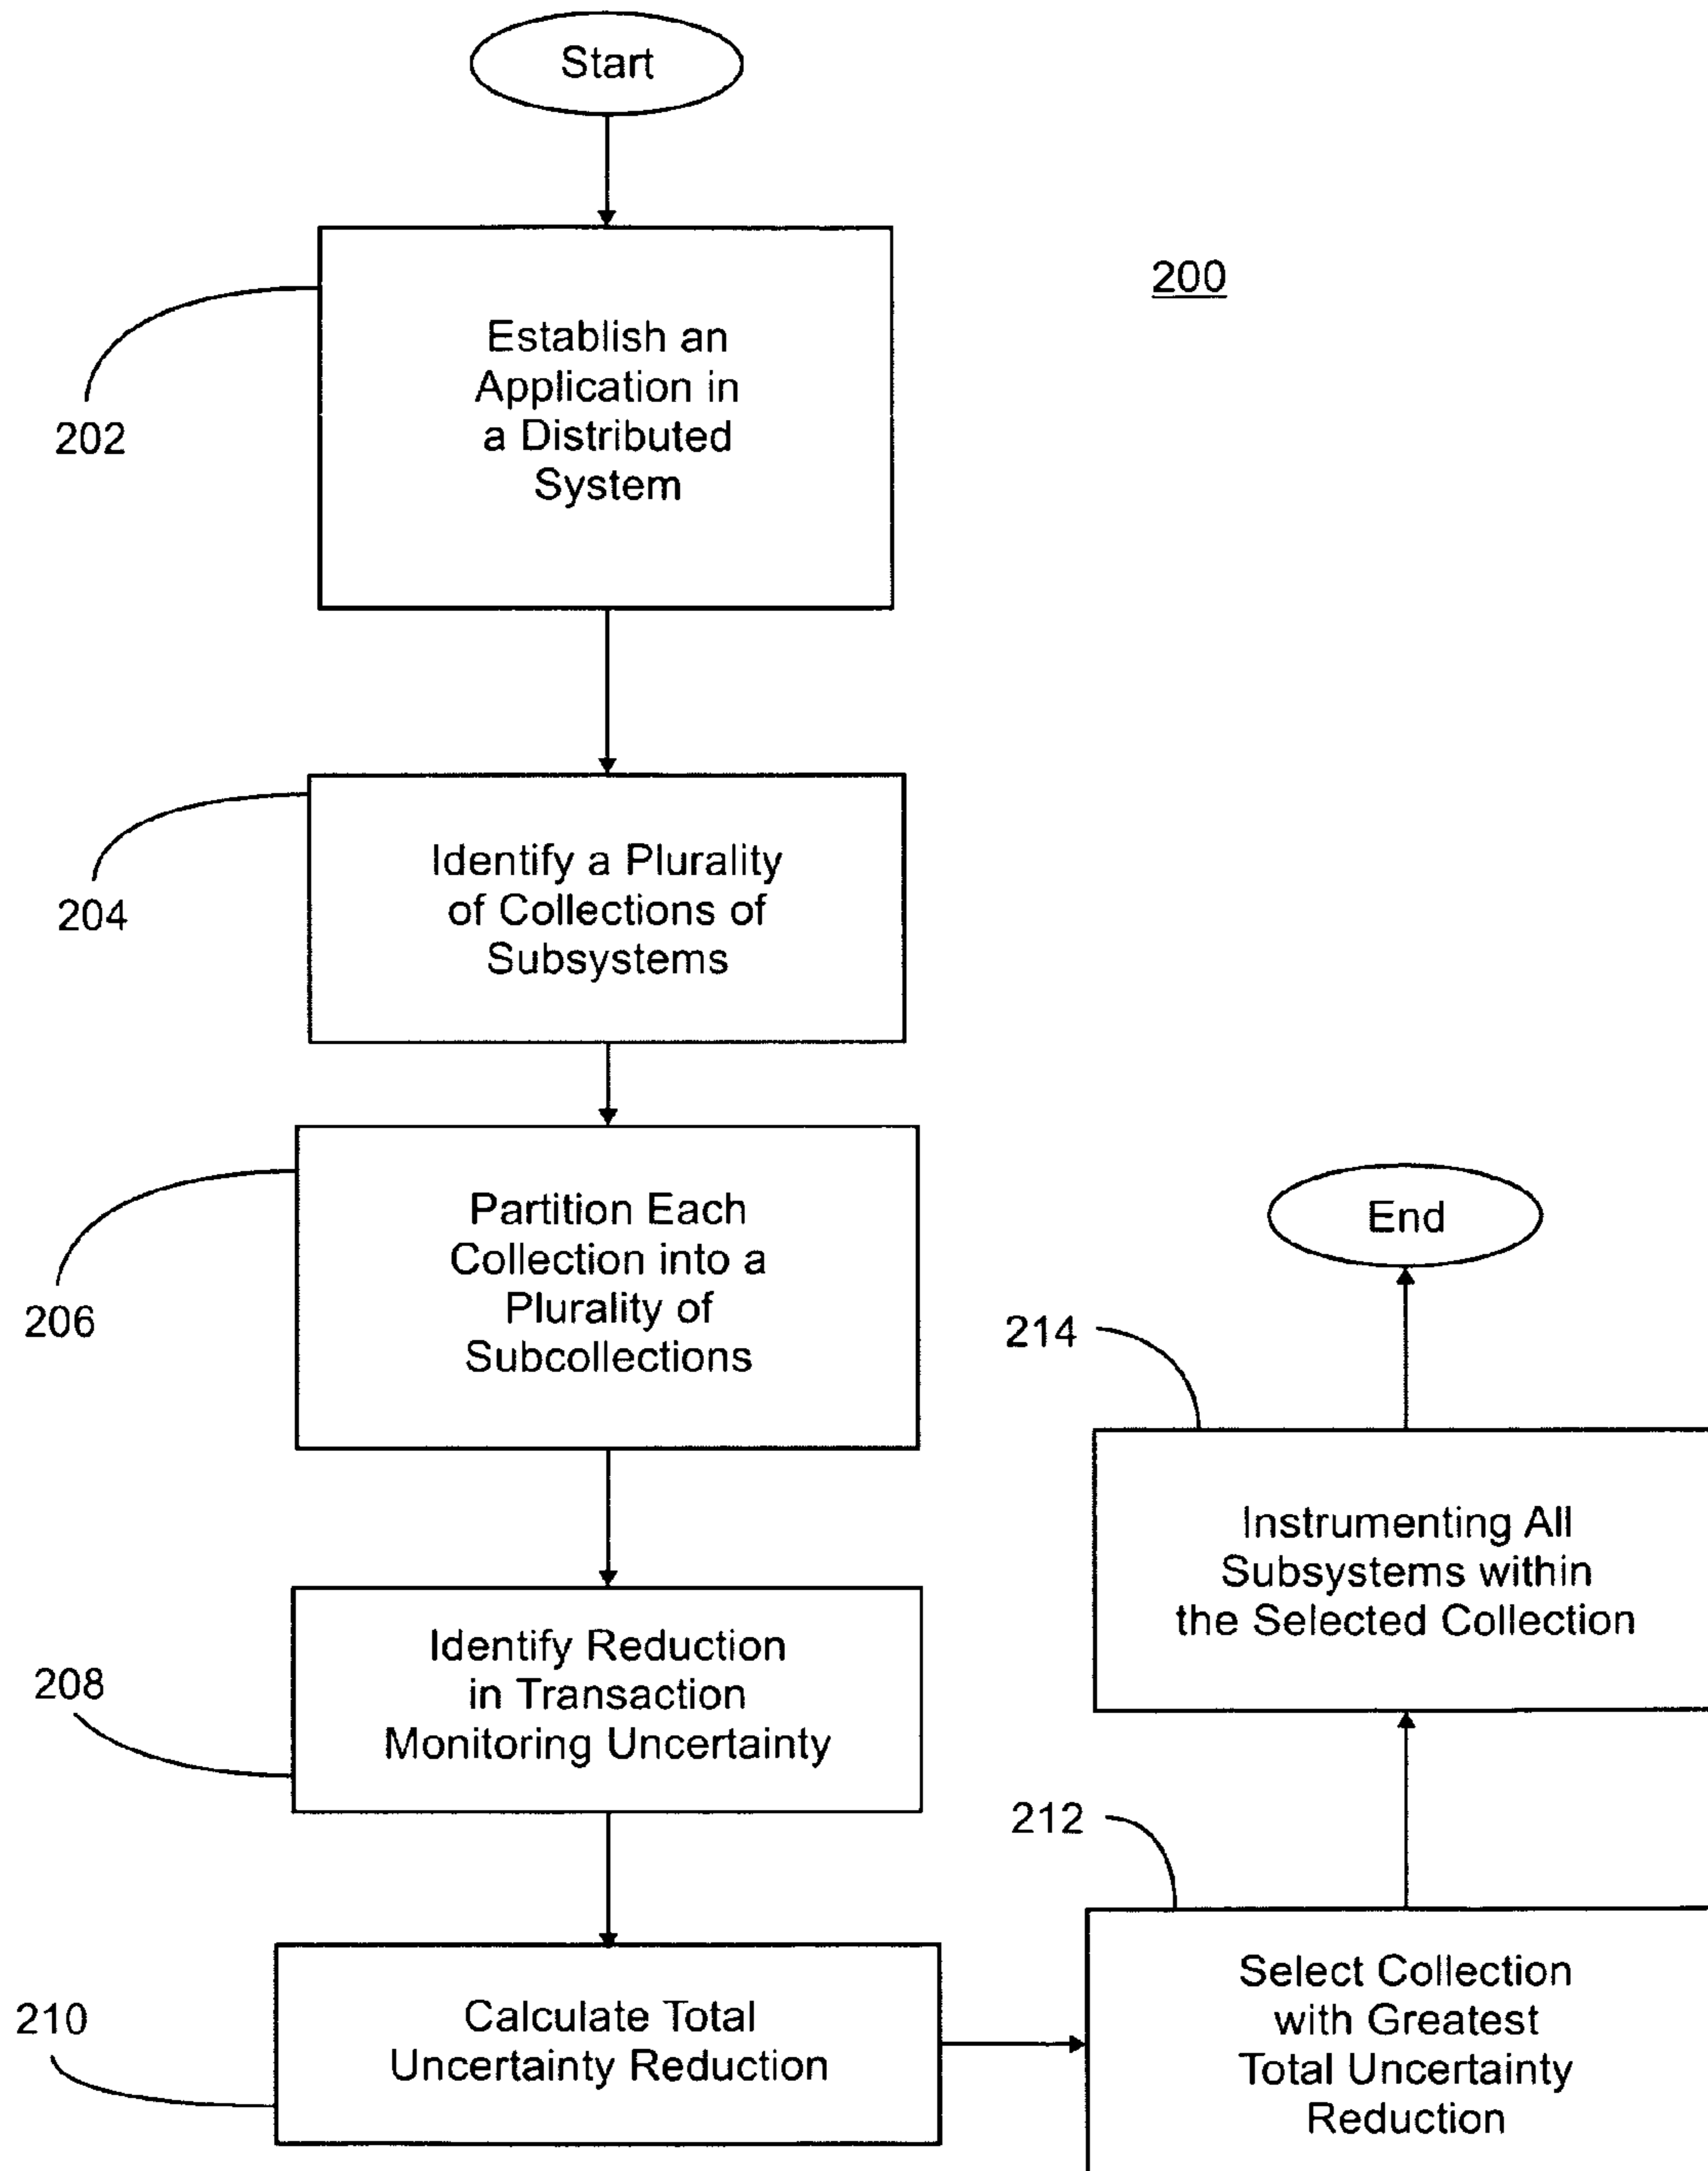 Start
200
Establish an
Application in
a Distributed
System
202
Identify a Plurality
of Collections of
Subsystems
204
Partition Each
Collection into a
Plurality of
Subcollections
206
Identify Reduction
in Transaction
Monitoring Uncertainty
208
Calculate Total
Uncertainty Reduction
210
Select Collection
with Greatest
Total Uncertainty
Reduction
212
Instrumenting All
Subsystems within
the Selected Collection
214
End